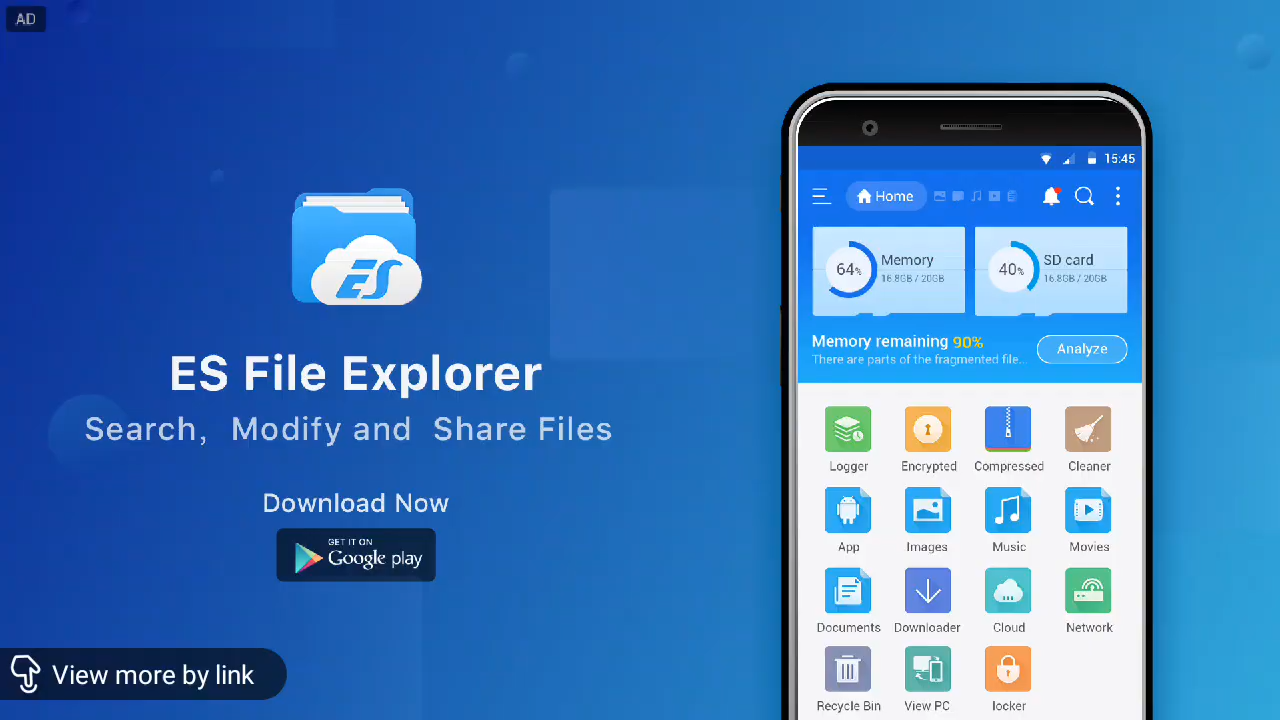 AD
ES
ES File Explorer
Search, Modify and Share Files
Download Now
GET IT ON
Google play
View more by link
15:45
Home
64% Memory
16.8GB / 20GB
40% SD card
16.8GB / 20GB
Memory remaining 90%
There are parts of the fragmented file...
Analyze
Logger Encrypted Compressed Cleaner
App Images Music Movies
Documents Downloader Cloud Network
Recycle Bin View PC locker